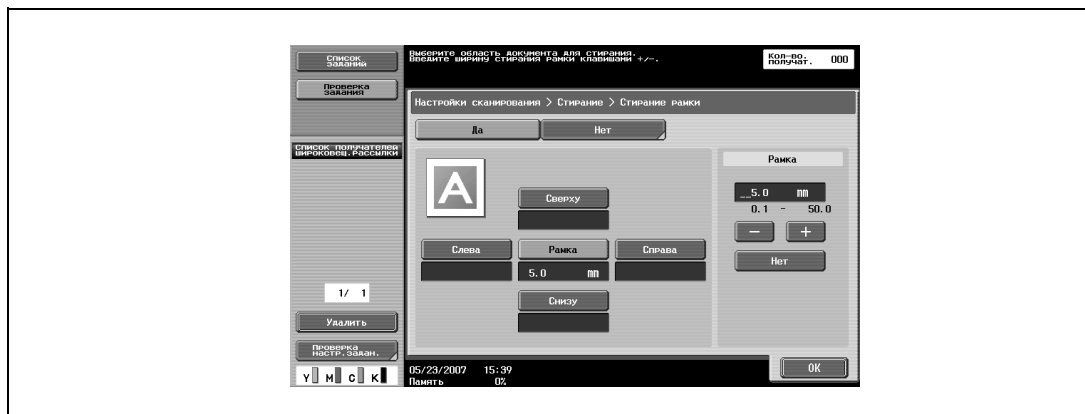 Список
заданий
Проверка
задания
Список получателей
широковещ.рассылки
1/ 1
Удалить
Проверка
настр.задан.
Y M C K
Выберите область документа для стирания.
Введите ширину стирания рамки клавишами +/-.
Кол-во.
получат. 000
Настройки сканирования > Стирание > Стирание рамки
Да Нет
A
Сверху
Слева Рамка Справа
5.0 mm
Снизу
Рамка
__5.0 mm
0.1 - 50.0
- +
Нет
05/23/2007 15:39
Память 0%
OK